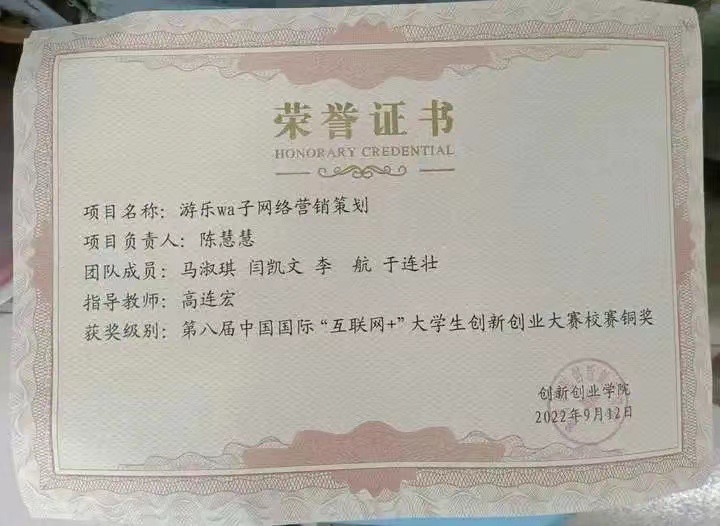 荣誉证书
HONORARY CREDENTIAL
项目名称：游乐wa子网络营销策划
项目负责人：陈慧慧
团队成员：马淑琪 闫凯文 李 航 于连壮
指导教师：高连宏
获奖级别：第八届中国国际“互联网+”大学生创新创业大赛校赛铜奖
创新创业学院
2022年9月12日